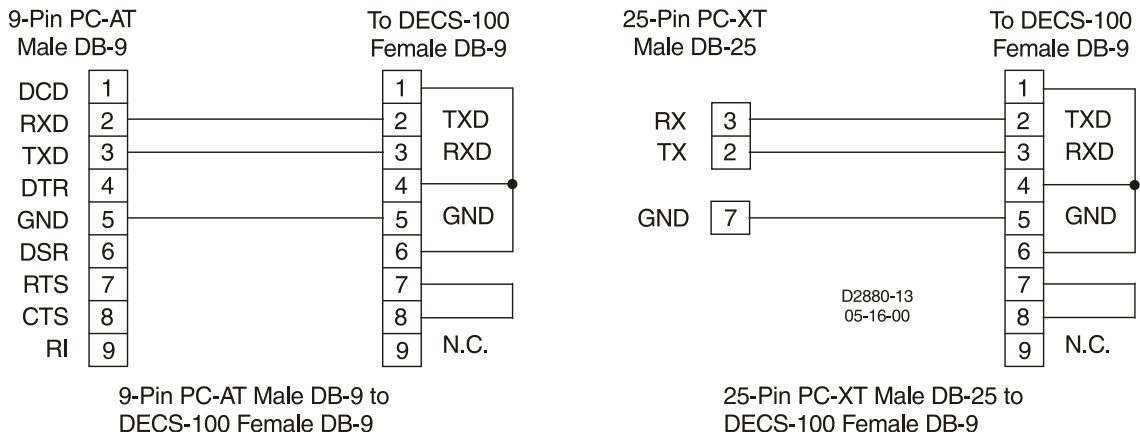 9-Pin PC-AT
Male DB-9
To DECS-100
Female DB-9
DCD 1 1
RXD 2 2 TXD
TXD 3 3 RXD
DTR 4 4
GND 5 5 GND
DSR 6 6
RTS 7 7
CTS 8 8
RI 9 9 N.C.
9-Pin PC-AT Male DB-9 to
DECS-100 Female DB-9
25-Pin PC-XT
Male DB-25
To DECS-100
Female DB-9
1
RX 3 2 TXD
TX 2 3 RXD
4
GND 7 5 GND
6
7
8
9 N.C.
D2880-13
05-16-00
25-Pin PC-XT Male DB-25 to
DECS-100 Female DB-9